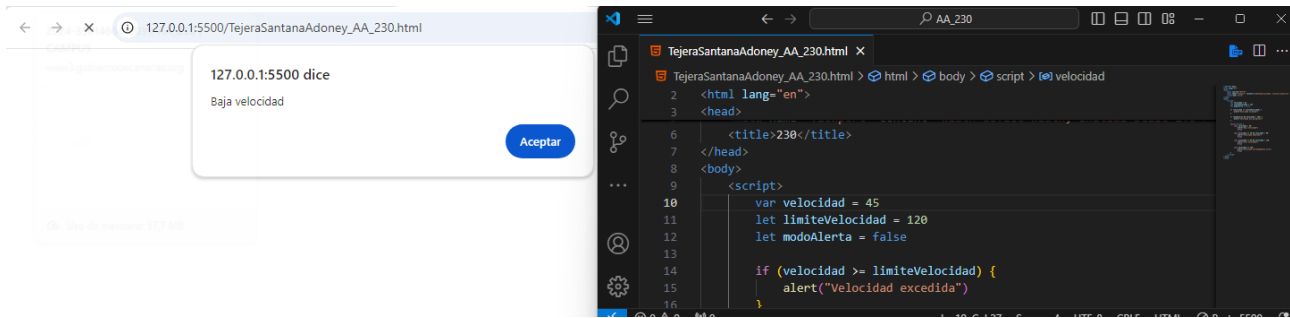 127.0.0.1:5500/TejeraSantanaAdoney_AA_230.html
127.0.0.1:5500 dice
Baja velocidad
Aceptar
AA_230
TejeraSantanaAdoney_AA_230.html
TejeraSantanaAdoney_AA_230.html > html > body > script > velocidad
2 <html lang="en">
3 <head>
6 <title>230</title>
7 </head>
8 <body>
9 <script>
10 var velocidad = 45
11 let limiteVelocidad = 120
12 let modoAlerta = false
13
14 if (velocidad >= limiteVelocidad) {
15 alert("Velocidad excedida")
16 }